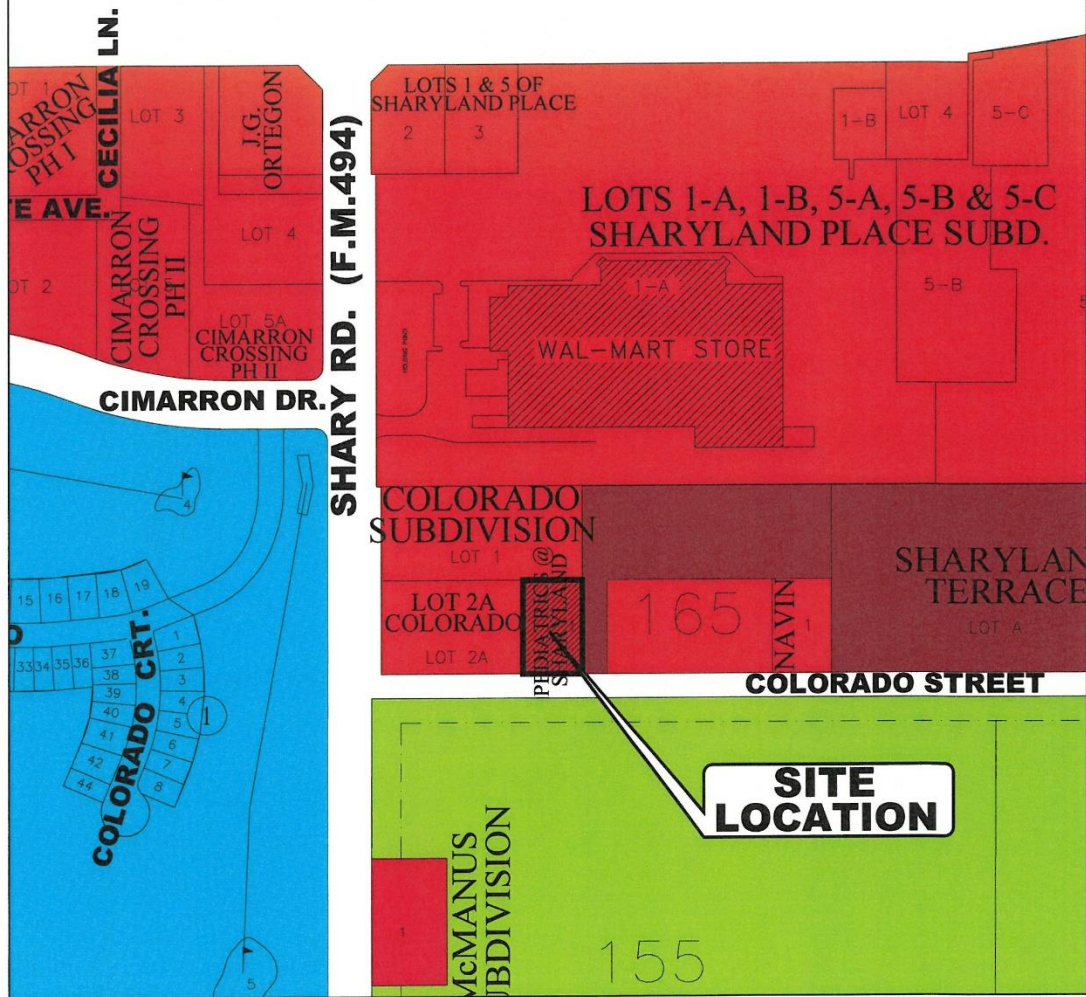 CECILIA LN.
OT 1
ARRON
OSSING
PH I
LOT 3
J.G.
ORTEGON
TE AVE.
LOT 4
OT 2
CIMARRON
CROSSING
PH II
LOT 5A
CIMARRON
CROSSING
PH II
CIMARRON DR.
SHARY RD. (F.M.494)
LOTS 1 & 5 OF
SHARYLAND PLACE
2
3
1-B
LOT 4
5-C
LOTS 1-A, 1-B, 5-A, 5-B & 5-C
SHARYLAND PLACE SUBD.
1-A
5-B
5
WAL-MART STORE
COLORADO
SUBDIVISION
LOT 1
LOT 2A
COLORADO
LOT 2A
PEDIATRICS @
SHARYLAND
165
NAVIN
1
SHARYLAN
TERRACE
LOT A
COLORADO STREET
SITE
LOCATION
4
15 16 17 18 19
O
33 34 35 36 37
38
39
40
41
42
44
1
2
3
4
5
6
7
8
1
COLORADO CRT.
5
McMANUS
UBDIVISION
1
155